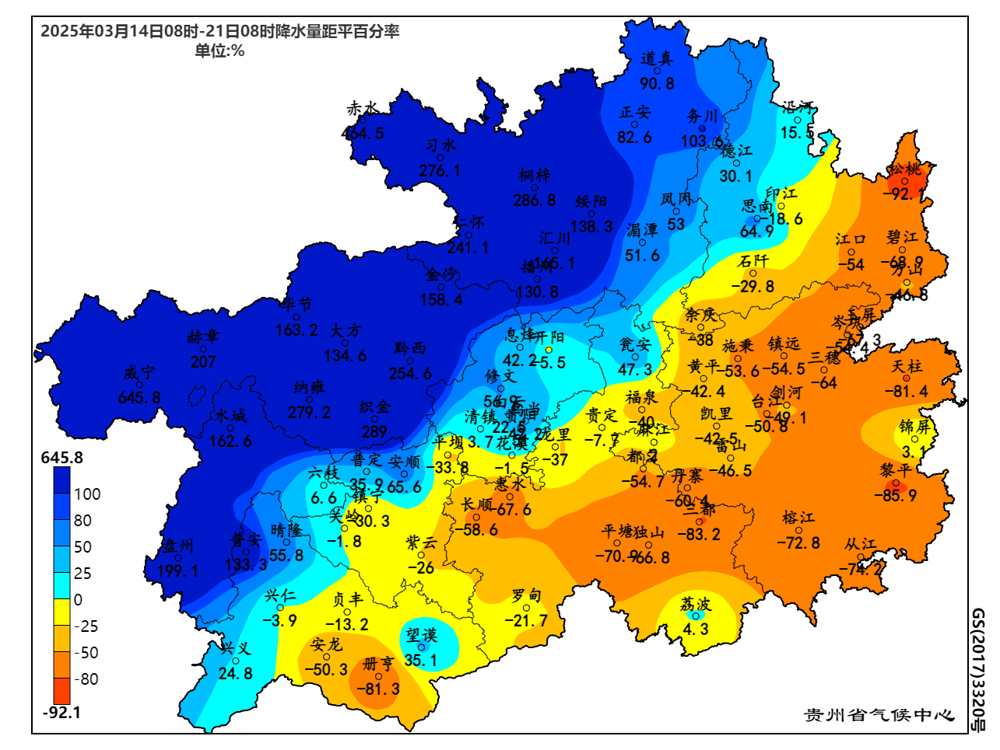 2025年03月14日08时-21日08时降水量距平百分率
单位:%
道真
90.8
赤水
464.5
正安
82.6
务川
103.6
沿河
15.5
习水
276.1
德江
30.1
松桃
-92.1
桐梓
286.8
绥阳
138.3
凤冈
53
思南
64.9
印江
-18.6
仁怀
241.1
汇川
165.1
湄潭
51.6
江口
-54
碧江
-68.9
万山
-46.8
播州
130.8
石阡
-29.8
金沙
158.4
毕节
163.2
余庆
-38
玉屏
-67.3
岑巩
-54.4
赫章
207
大方
134.6
黔西
254.6
息烽
42.2
开阳
-5.5
瓮安
47.3
施秉
-53.6
镇远
-54.5
三穗
-64
天柱
-81.4
威宁
645.8
纳雍
279.2
修文
黄平
-42.4
织金
289
水城
162.6
清镇
3.7
贵阳
贵定
-7.7
福泉
-40
凯里
-42.5
台江
-50.8
剑河
-49.1
锦屏
3.1
平坝
-33.8
花溪
-1.5
龙里
-37
麻江
雷山
-46.5
普定
35.9
安顺
65.6
六枝
6.6
都匀
-54.7
丹寨
-60.4
黎平
-85.9
镇宁
-30.3
惠水
-67.6
长顺
-58.6
关岭
-1.8
三都
-83.2
榕江
-72.8
盘州
199.1
普安
133.3
晴隆
55.8
紫云
-26
平塘
-70.9
独山
-66.8
从江
-74.2
兴仁
-3.9
贞丰
-13.2
罗甸
-21.7
荔波
4.3
望谟
35.1
兴义
24.8
安龙
-50.3
册亨
-81.3
645.8
100
80
50
25
0
-25
-50
-80
-92.1
贵州省气候中心
GS(2017)3320号